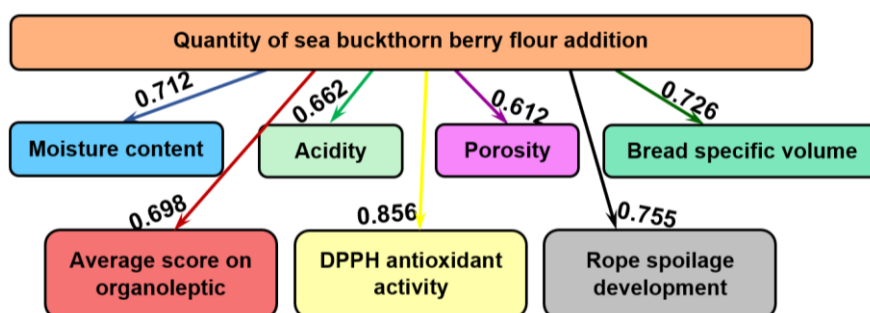 Quantity of sea buckthorn berry flour addition
0.712
0.662
0.612
0.726
Moisture content
Acidity
Porosity
Bread specific volume
0.698
0.856
0.755
Average score on
organoleptic
DPPH antioxidant
activity
Rope spoilage
development